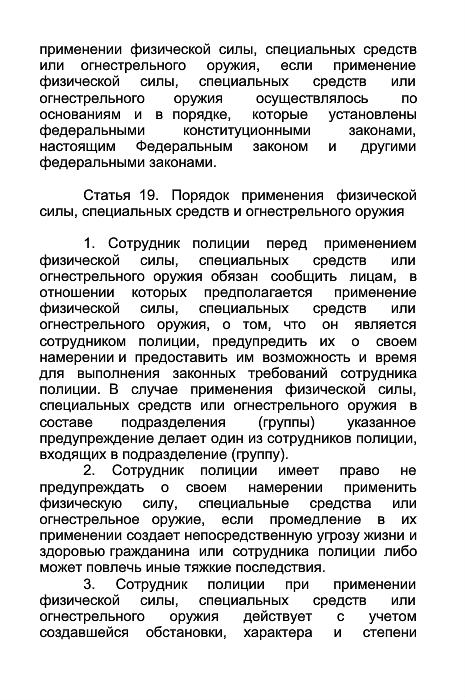 применении физической силы, специальных средств
или огнестрельного оружия, если применение
физической силы, специальных средств или
огнестрельного оружия осуществлялось по
основаниям и в порядке, которые установлены
федеральными конституционными законами,
настоящим Федеральным законом и другими
федеральными законами.
Статья 19. Порядок применения физической
силы, специальных средств и огнестрельного оружия
1. Сотрудник полиции перед применением
физической силы, специальных средств или
огнестрельного оружия обязан сообщить лицам, в
отношении которых предполагается применение
физической силы, специальных средств или
огнестрельного оружия, о том, что он является
сотрудником полиции, предупредить их о своем
намерении и предоставить им возможность и время
для выполнения законных требований сотрудника
полиции. В случае применения физической силы,
специальных средств или огнестрельного оружия в
составе подразделения (группы) указанное
предупреждение делает один из сотрудников полиции,
входящих в подразделение (группу).
2. Сотрудник полиции имеет право не
предупреждать о своем намерении применить
физическую силу, специальные средства или
огнестрельное оружие, если промедление в их
применении создает непосредственную угрозу жизни и
здоровью гражданина или сотрудника полиции либо
может повлечь иные тяжкие последствия.
3. Сотрудник полиции при применении
физической силы, специальных средств или
огнестрельного оружия действует с учетом
создавшейся обстановки, характера и степени